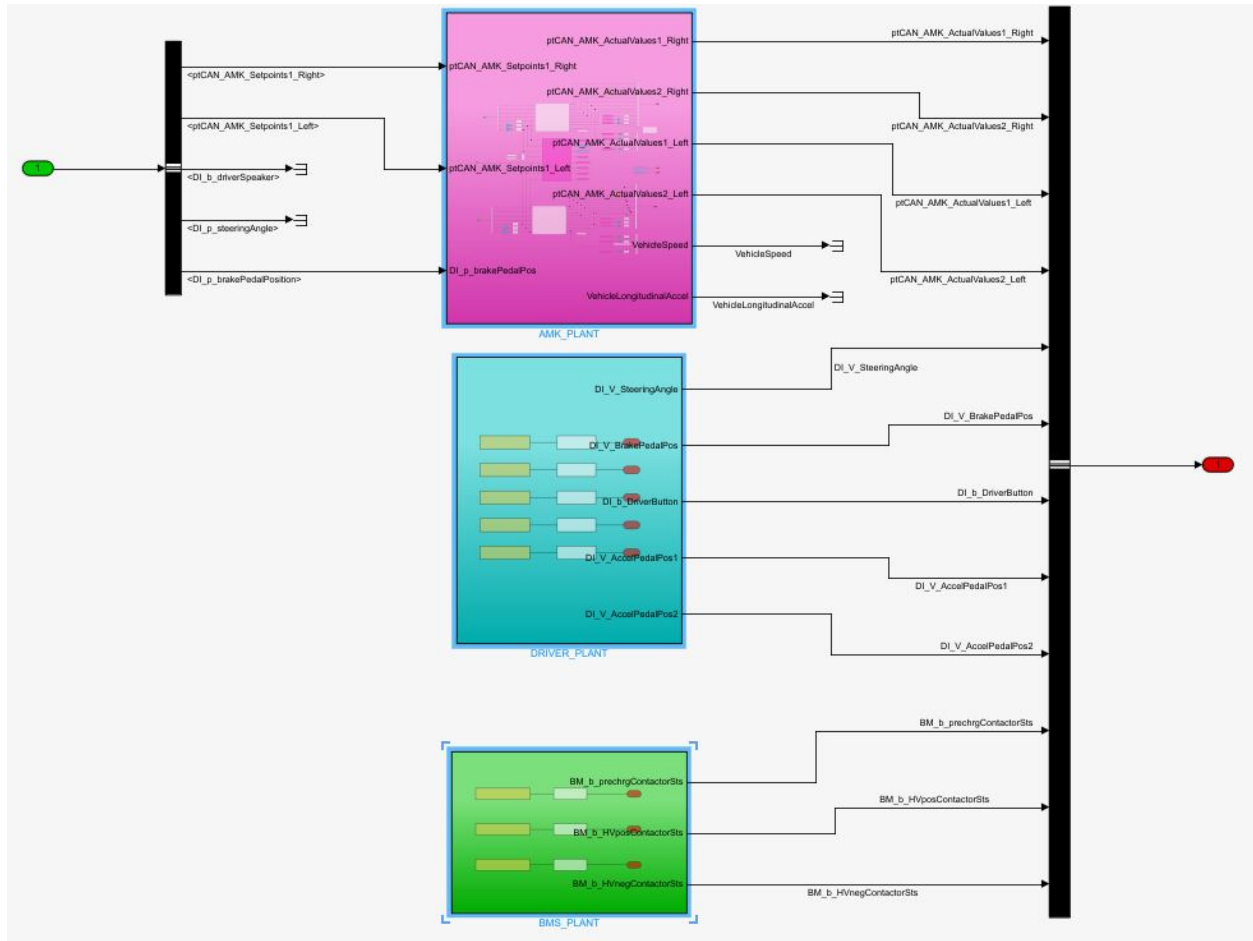 1
<ptCAN_AMK_Setpoints1_Right>
<ptCAN_AMK_Setpoints1_Left>
<DI_b_driverSpeaker>
<DI_p_steeringAngle>
<DI_p_brakePedalPosition>
ptCAN_AMK_Setpoints1_Right
ptCAN_AMK_Setpoints1_Left
DI_p_brakePedalPos
ptCAN_AMK_ActualValues1_Right
ptCAN_AMK_ActualValues2_Right
ptCAN_AMK_ActualValues1_Left
ptCAN_AMK_ActualValues2_Left
VehicleSpeed
VehicleLongitudinalAccel
AMK_PLANT
ptCAN_AMK_ActualValues1_Right
ptCAN_AMK_ActualValues2_Right
ptCAN_AMK_ActualValues1_Left
ptCAN_AMK_ActualValues2_Left
VehicleSpeed
VehicleLongitudinalAccel
DI_V_SteeringAngle
DI_V_BrakePedalPos
DI_b_DriverButton
DI_V_AccelPedalPos1
DI_V_AccelPedalPos2
DRIVER_PLANT
DI_V_SteeringAngle
DI_V_BrakePedalPos
DI_b_DriverButton
DI_V_AccelPedalPos1
DI_V_AccelPedalPos2
BM_b_prechrgContactorSts
BM_b_HVposContactorSts
BM_b_HVnegContactorSts
BMS_PLANT
BM_b_prechrgContactorSts
BM_b_HVposContactorSts
BM_b_HVnegContactorSts
1